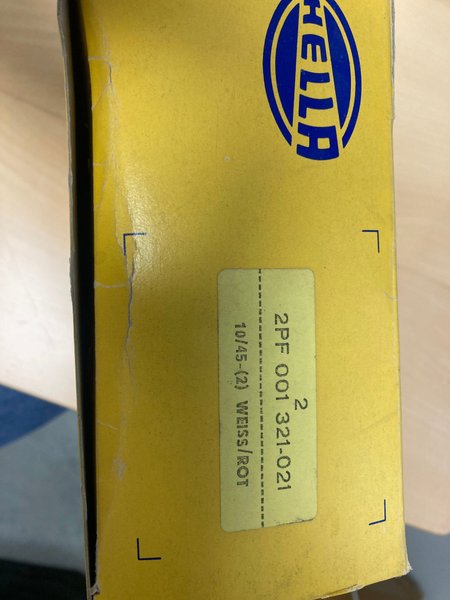 HELLA
2
2PF 001 321-021
10/45-(2) WEISS/ROT